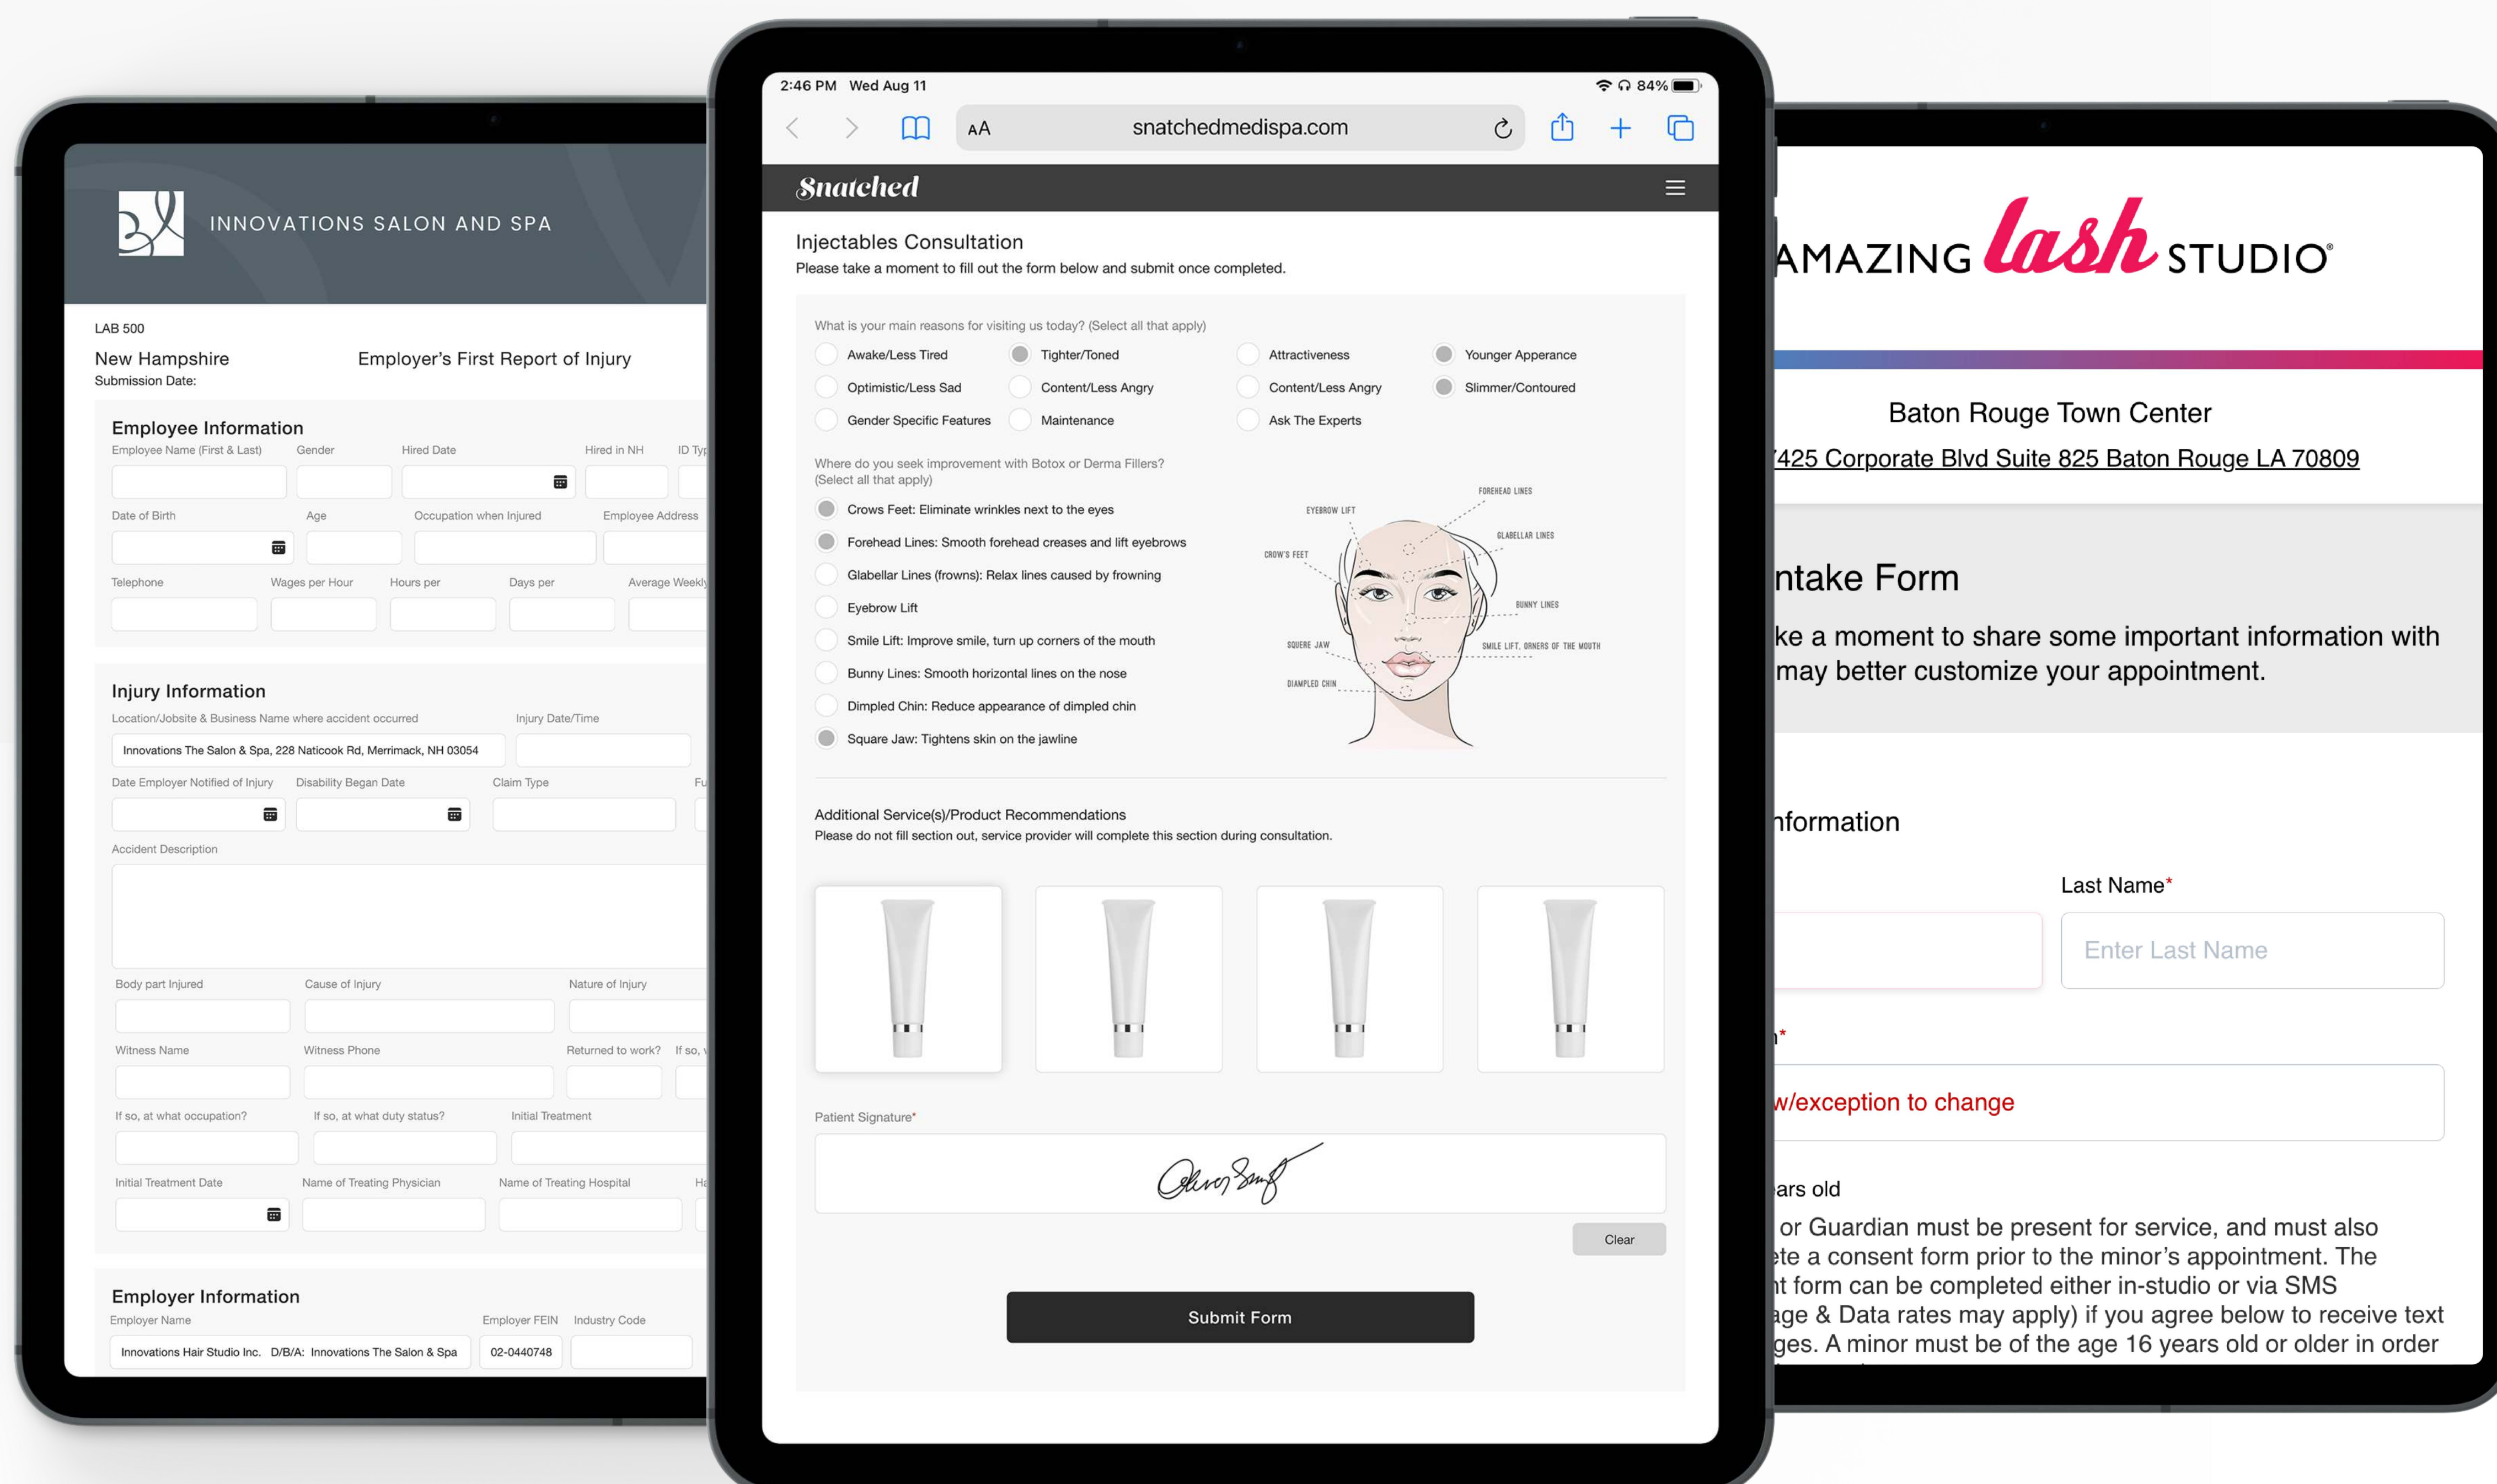 INNOVATIONS SALON AND SPA
LAB 500
New Hampshire Employer's First Report of Injury
Submission Date:
Employee Information
Employee Name (First & Last) Gender Hired Date Hired in NH ID
Date of Birth Age Occupation when Injured Employee Address
Telephone Wages per Hour Hours per Days per Average Weekly
Injury Information
Location/Jobsite & Business Name where accident occurred Injury Date/Time
Innovations The Salon & Spa, 228 Naticook Rd, Merrimack, NH 03054
Date Employer Notified of Injury Disability Began Date Claim Type
Accident Description
Body part Injured Cause of Injury Nature of Injury
Witness Name Witness Phone Returned to work? If so,
If so, at what occupation? If so, at what duty status? Initial Treatment
Initial Treatment Date Name of Treating Physician Name of Treating Hospital
Employer Information
Employer Name Employer FEIN Industry Code
Innovations Hair Studio Inc. D/B/A: Innovations The Salon & Spa 02-0440748
2:46 PM Wed Aug 11 84%
AA snatchedmedispa.com
Snatched
Injectables Consultation
Please take a moment to fill out the form below and submit once completed.
What is your main reasons for visiting us today? (Select all that apply)
Awake/Less Tired Tighter/Toned Attractiveness Younger Apperance
Optimistic/Less Sad Content/Less Angry Content/Less Angry Slimmer/Contoured
Gender Specific Features Maintenance Ask The Experts
Where do you seek improvement with Botox or Derma Fillers?
(Select all that apply)
Crows Feet: Eliminate wrinkles next to the eyes
Forehead Lines: Smooth forehead creases and lift eyebrows
Glabellar Lines (frowns): Relax lines caused by frowning
Eyebrow Lift
Smile Lift: Improve smile, turn up corners of the mouth
Bunny Lines: Smooth horizontal lines on the nose
Dimpled Chin: Reduce appearance of dimpled chin
Square Jaw: Tightens skin on the jawline
FOREHEAD LINES
EYEBROW LIFT
GLABELLAR LINES
CROW'S FEET
BUNNY LINES
SQUERE JAW
SMILE LIFT, ORNERS OF THE MOUTH
DIAMPLED CHIN
Additional Service(s)/Product Recommendations
Please do not fill section out, service provider will complete this section during consultation.
Patient Signature*
Clear
Submit Form
AMAZING lash STUDIO®
Baton Rouge Town Center
425 Corporate Blvd Suite 825 Baton Rouge LA 70809
ntake Form
ke a moment to share some important information with
may better customize your appointment.
nformation
Last Name*
Enter Last Name
w/exception to change
ars old
or Guardian must be present for service, and must also
ete a consent form prior to the minor's appointment. The
nt form can be completed either in-studio or via SMS
age & Data rates may apply) if you agree below to receive text
ges. A minor must be of the age 16 years old or older in order